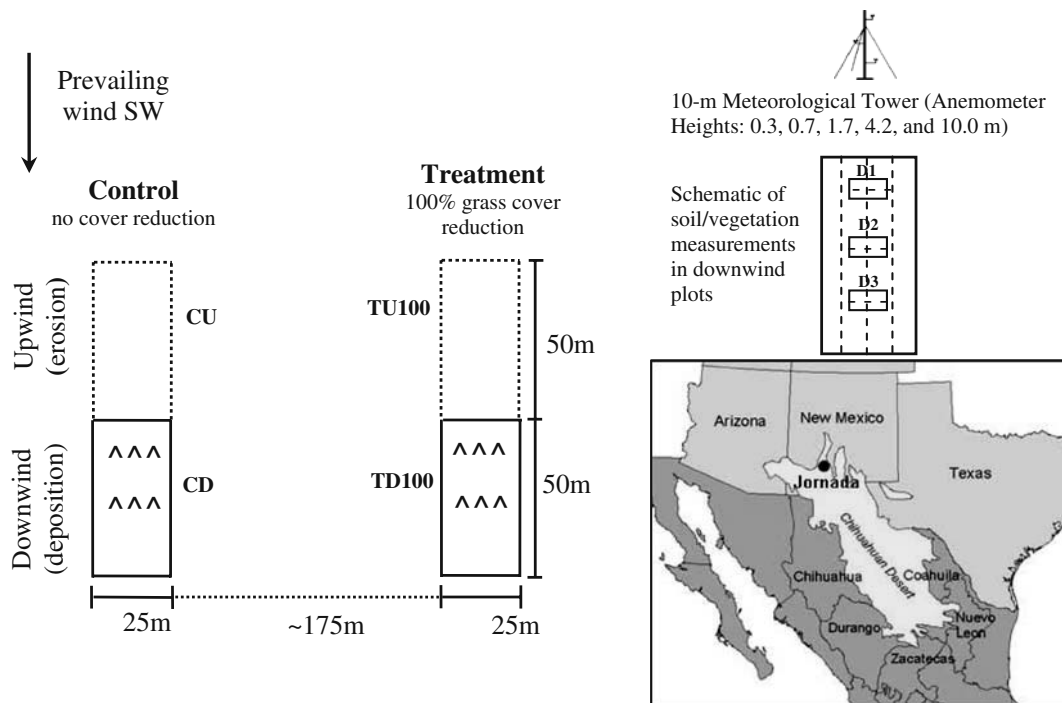 Prevailing
wind SW
Control
no cover reduction
Treatment
100% grass cover
reduction
Upwind
(erosion)
CU
TU100
50m
Downwind
(deposition)
^ ^ ^
^ ^ ^
CD
TD100
^ ^ ^
^ ^ ^
50m
25m
~175m
25m
10-m Meteorological Tower (Anemometer
Heights: 0.3, 0.7, 1.7, 4.2, and 10.0 m)
Schematic of
soil/vegetation
measurements
in downwind
plots
D1
D2
D3
Arizona
New Mexico
Texas
Jornada
Chihuahuan Desert
Chihuahua
Coahuila
Durango
Nuevo
Leon
Zacatecas